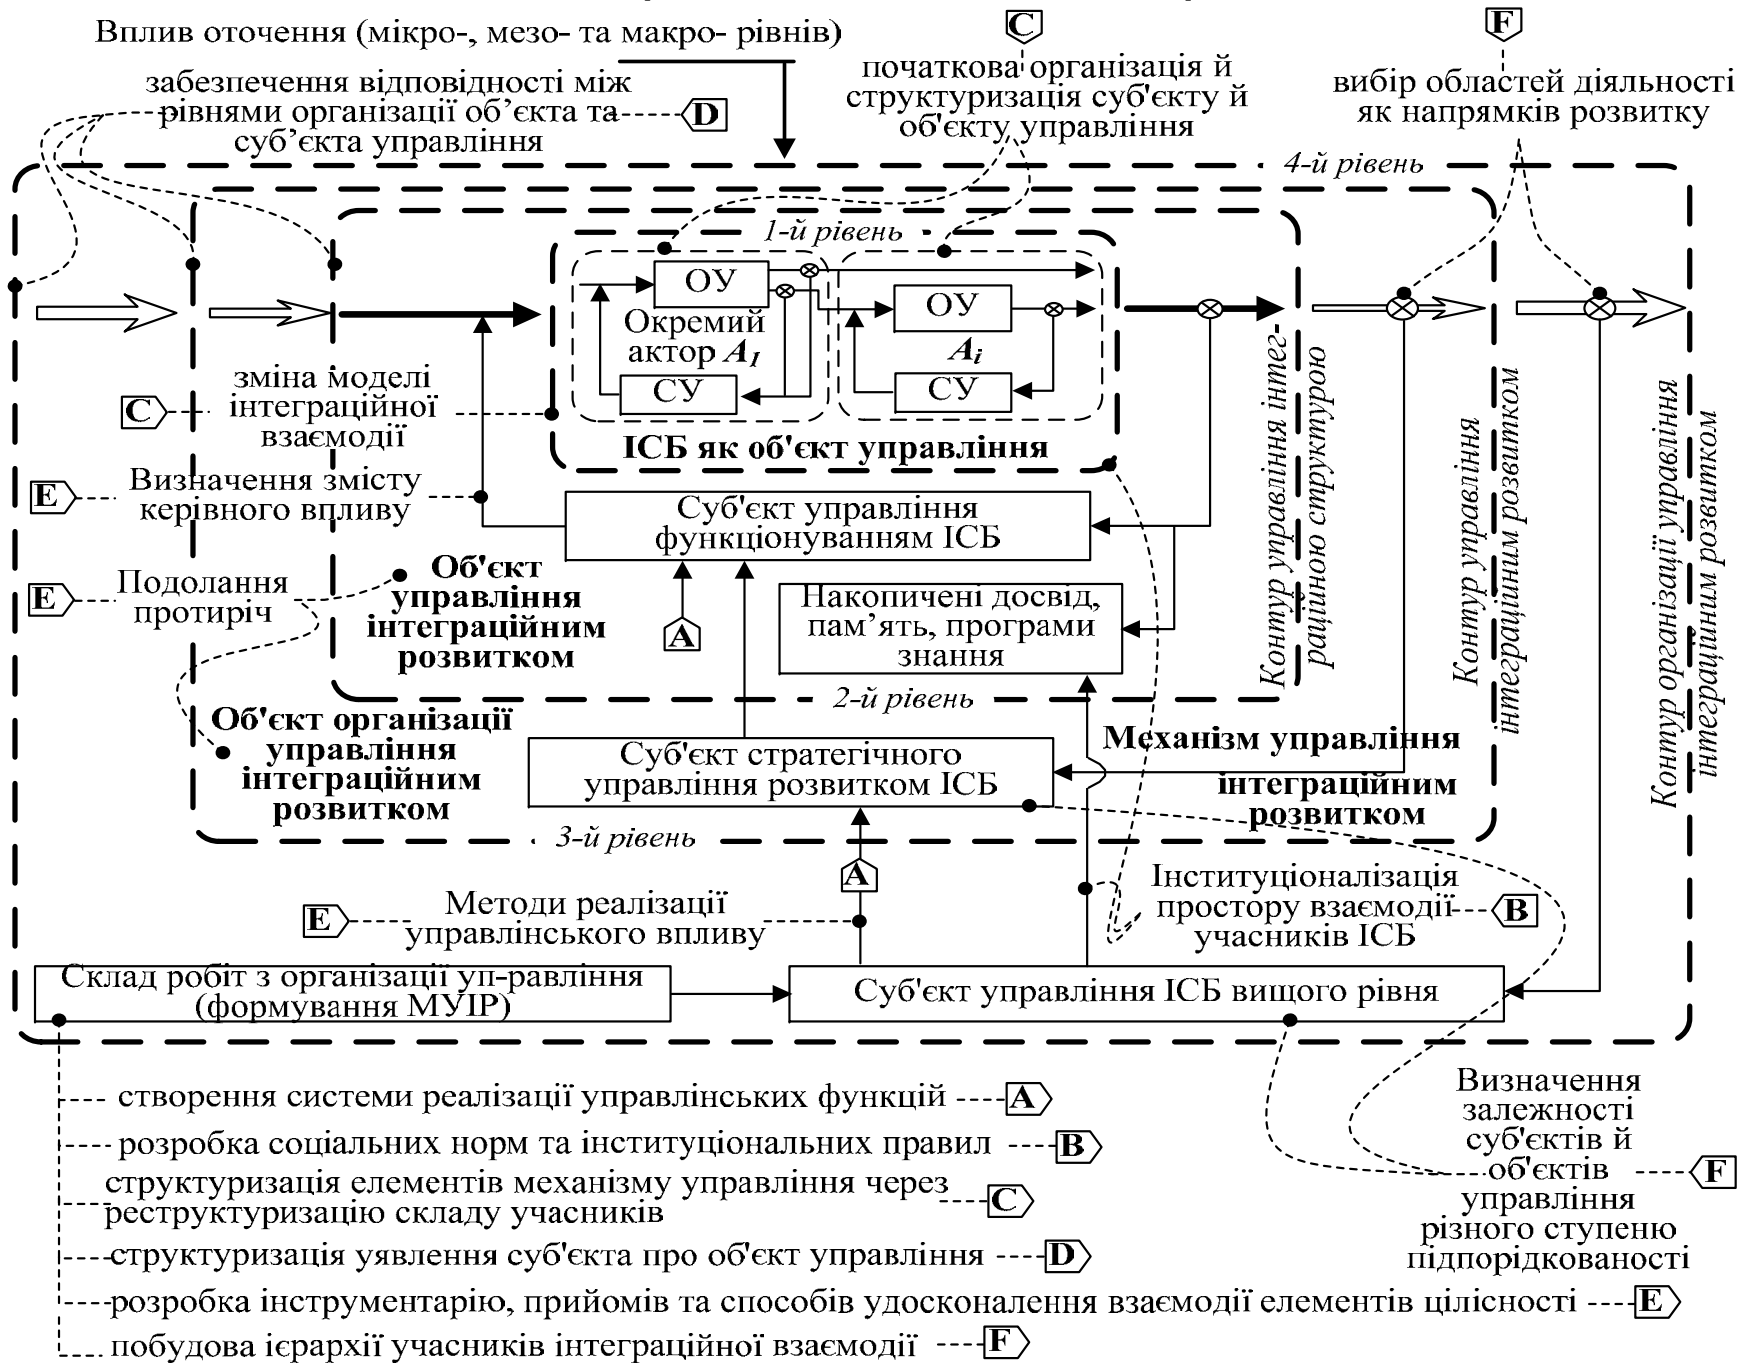 Вплив оточення (мікро-, мезо- та макро- рівнів)
C
F
забезпечення відповідності між
рівнями організації об’єкта та
суб’єкта управління
D
початкова організація й
структуризація суб'єкту й
об'єкту управління
вибір областей діяльності
як напрямків розвитку
4-й рівень
1-й рівень
ОУ
Окремий
актор A1
СУ
ОУ
Ai
СУ
ІСБ як об'єкт управління
зміна моделі
інтеграційної
взаємодії
C
E
Визначення змісту
керівного впливу
Суб'єкт управління
функціонуванням ІСБ
E
Подолання
протиріч
Об'єкт
управління
інтеграційним
розвитком
A
Накопичені досвід,
пам’ять, програми
знання
2-й рівень
Контур управління інтег-
раційною структурою
Контур управління
інтеграційним розвитком
Контур організації управління
інтеграційним розвитком
Об'єкт організації
управління
інтеграційним
розвитком
Суб'єкт стратегічного
управління розвитком ІСБ
Механізм управління
інтеграційним
розвитком
3-й рівень
A
E
Методи реалізації
управлінського впливу
Інституціоналізація
простору взаємодії
учасників ІСБ
B
Склад робіт з організації уп-равління
(формування МУІР)
Суб'єкт управління ІСБ вищого рівня
створення системи реалізації управлінських функцій
A
розробка соціальних норм та інституціональних правил
B
структуризація елементів механізму управління через
реструктуризацію складу учасників
C
структуризація уявлення суб'єкта про об'єкт управління
D
розробка інструментарію, прийомів та способів удосконалення взаємодії елементів цілісності
E
побудова ієрархії учасників інтеграційної взаємодії
F
Визначення
залежності
суб'єктів й
об'єктів
управління
різного ступеню
підпорідкованості
F